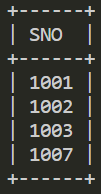 +------+
| SNO  |
+------+
| 1001 |
| 1002 |
| 1003 |
| 1007 |
+------+